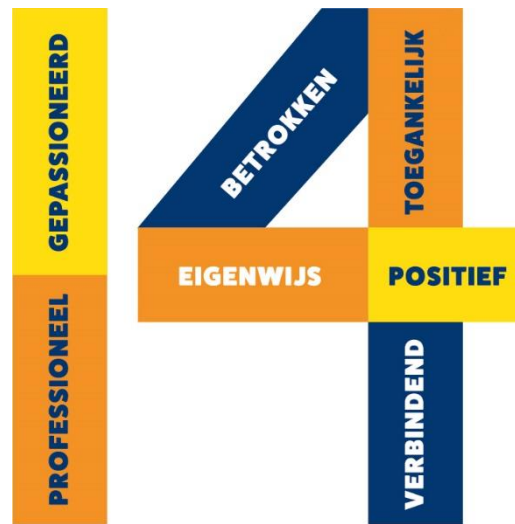 GEPASSIONEERD
PROFESSIONEEL
BETROKKEN
TOEGANKELIJK
EIGENWIJS
POSITIEF
VERBINDEND